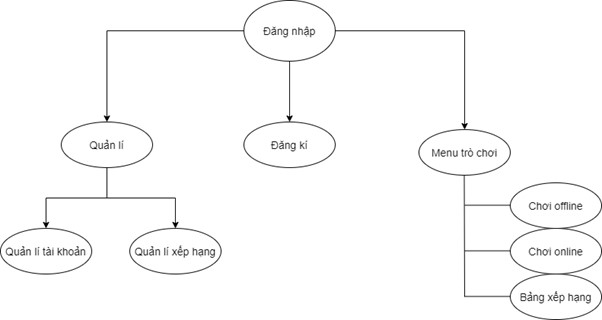 Đăng nhập
Quản lí
Đăng kí
Menu trò chơi
Quản lí tài khoản
Quản lí xếp hạng
Chơi offline
Chơi online
Bảng xếp hạng